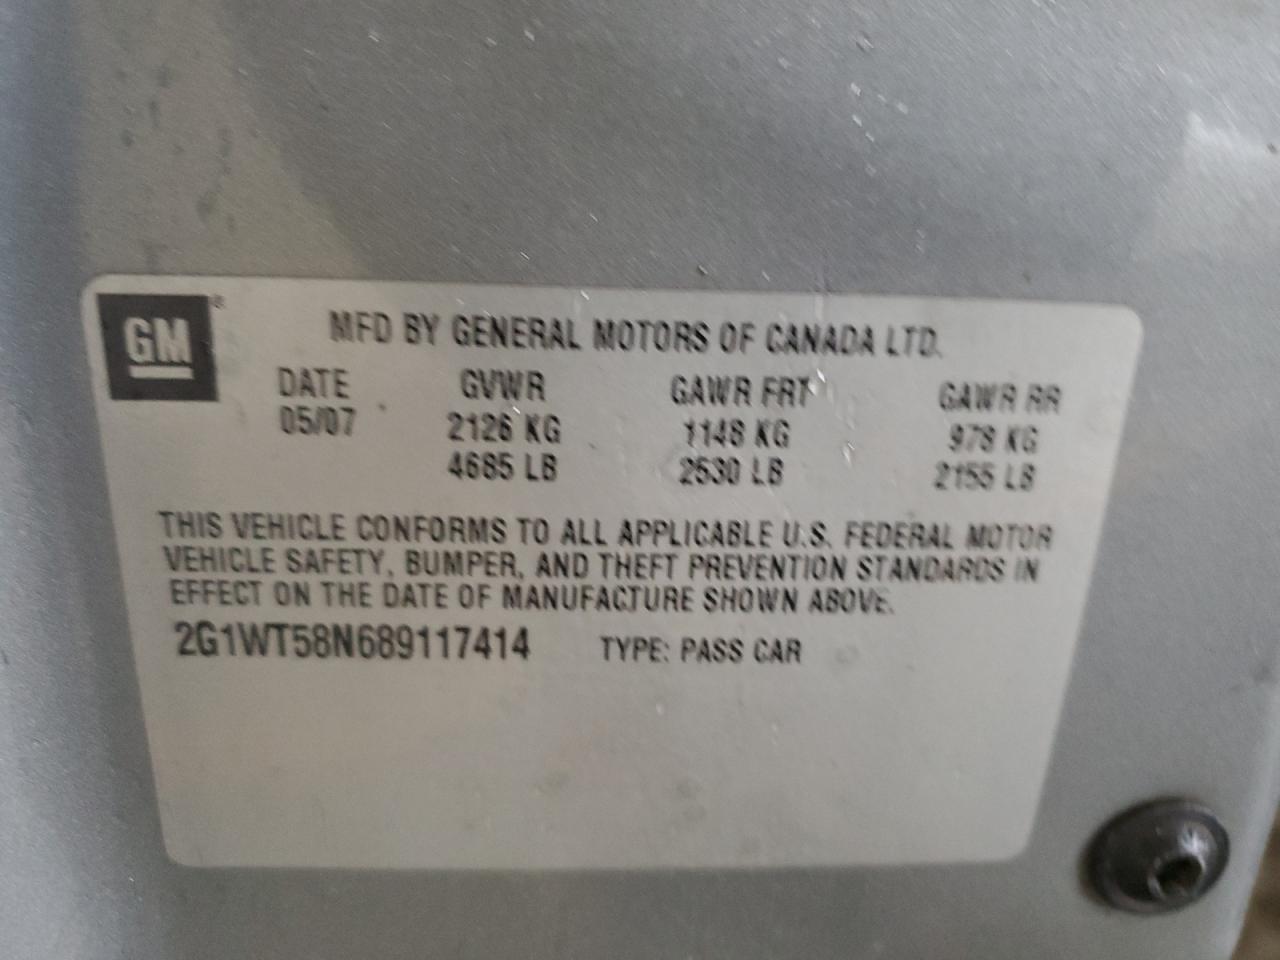 GM®
MFD BY GENERAL MOTORS OF CANADA LTD.
DATE GVWR GAWR FRT GAWR RR
05/07 2126 KG 1148 KG 978 KG
4685 LB 2530 LB 2155 LB
THIS VEHICLE CONFORMS TO ALL APPLICABLE U.S. FEDERAL MOTOR
VEHICLE SAFETY, BUMPER, AND THEFT PREVENTION STANDARDS IN
EFFECT ON THE DATE OF MANUFACTURE SHOWN ABOVE.
2G1WT58N689117414 TYPE: PASS CAR